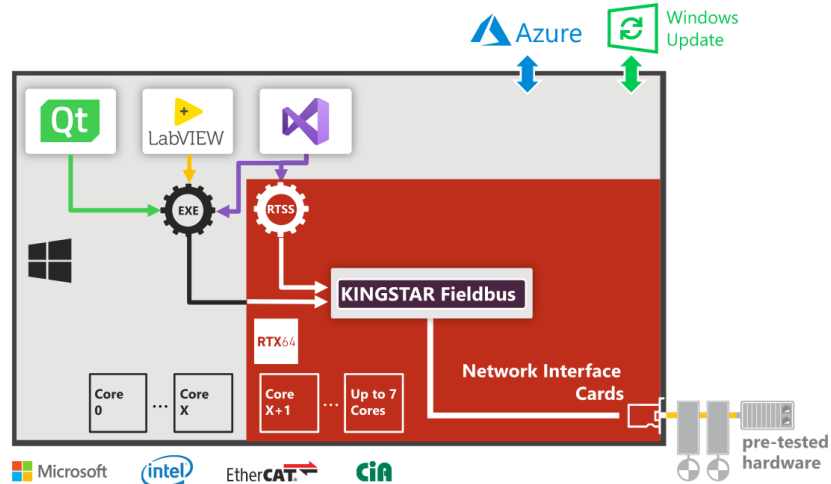 Azure
Windows
Update
Qt
LabVIEW
EXE
RTSS
KINGSTAR Fieldbus
RTX64
Core
0
...
Core
X
Core
X+1
...
Up to 7
Cores
Network Interface
Cards
pre-tested
hardware
Microsoft
intel
EtherCAT
CiA